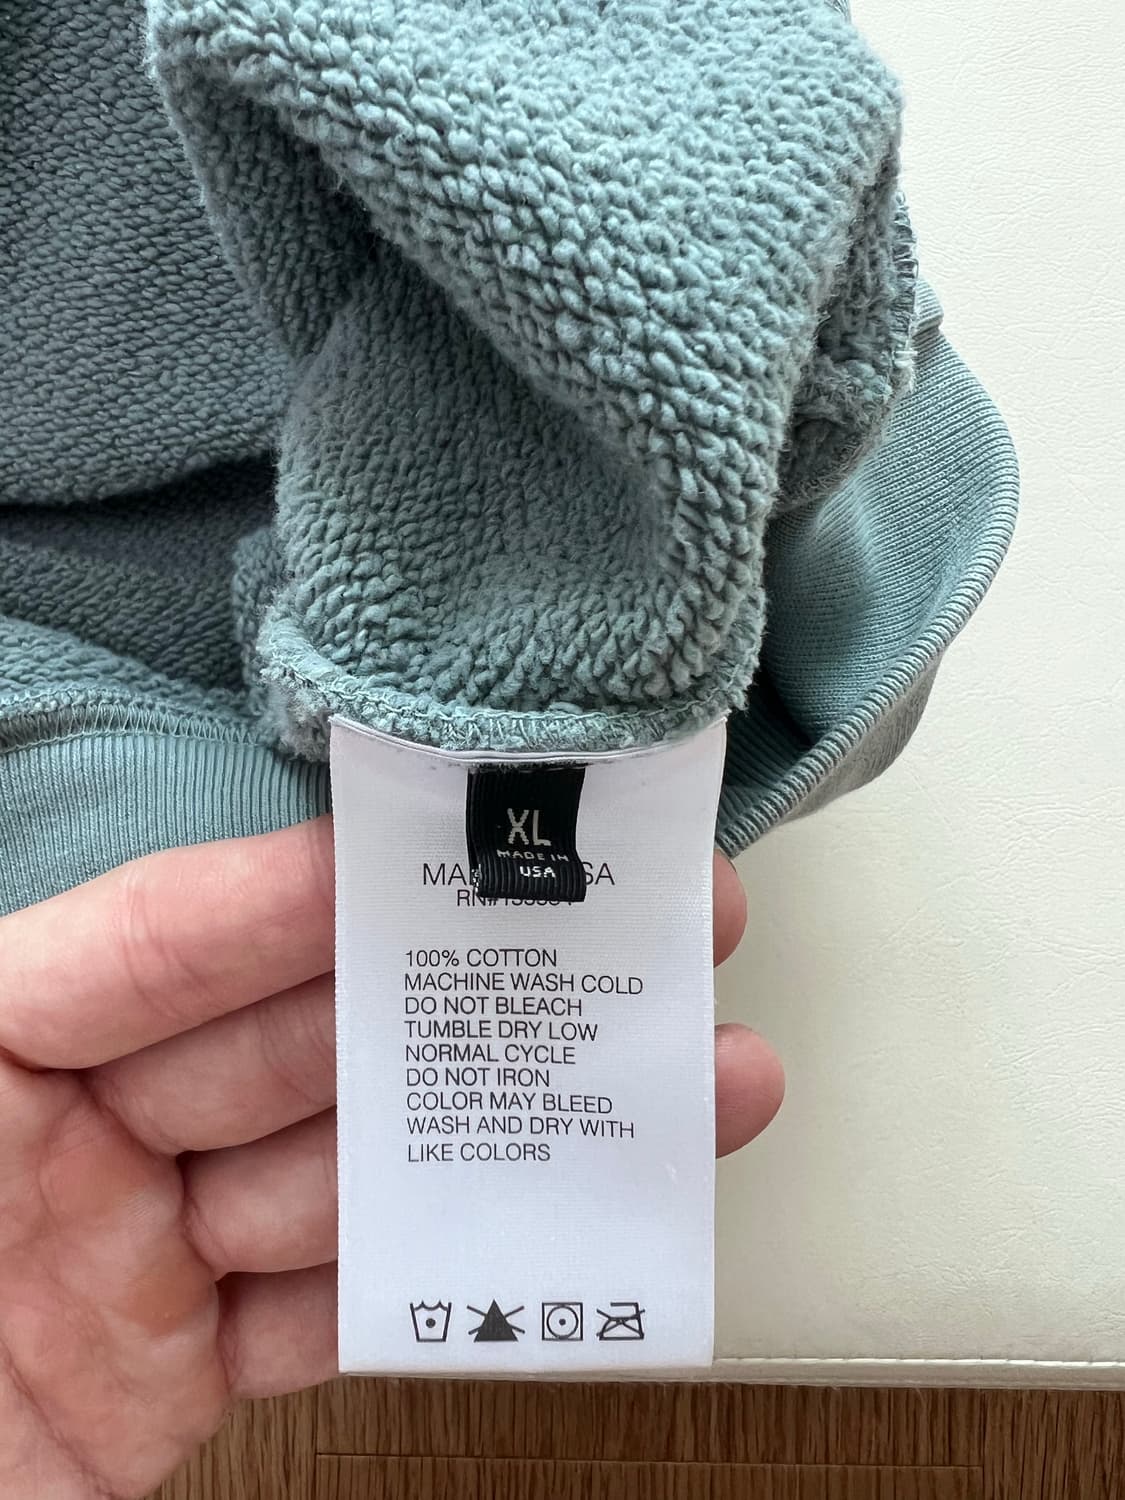 XL
MADE IN
USA
100% COTTON
MACHINE WASH COLD
DO NOT BLEACH
TUMBLE DRY LOW
NORMAL CYCLE
DO NOT IRON
COLOR MAY BLEED
WASH AND DRY WITH
LIKE COLORS